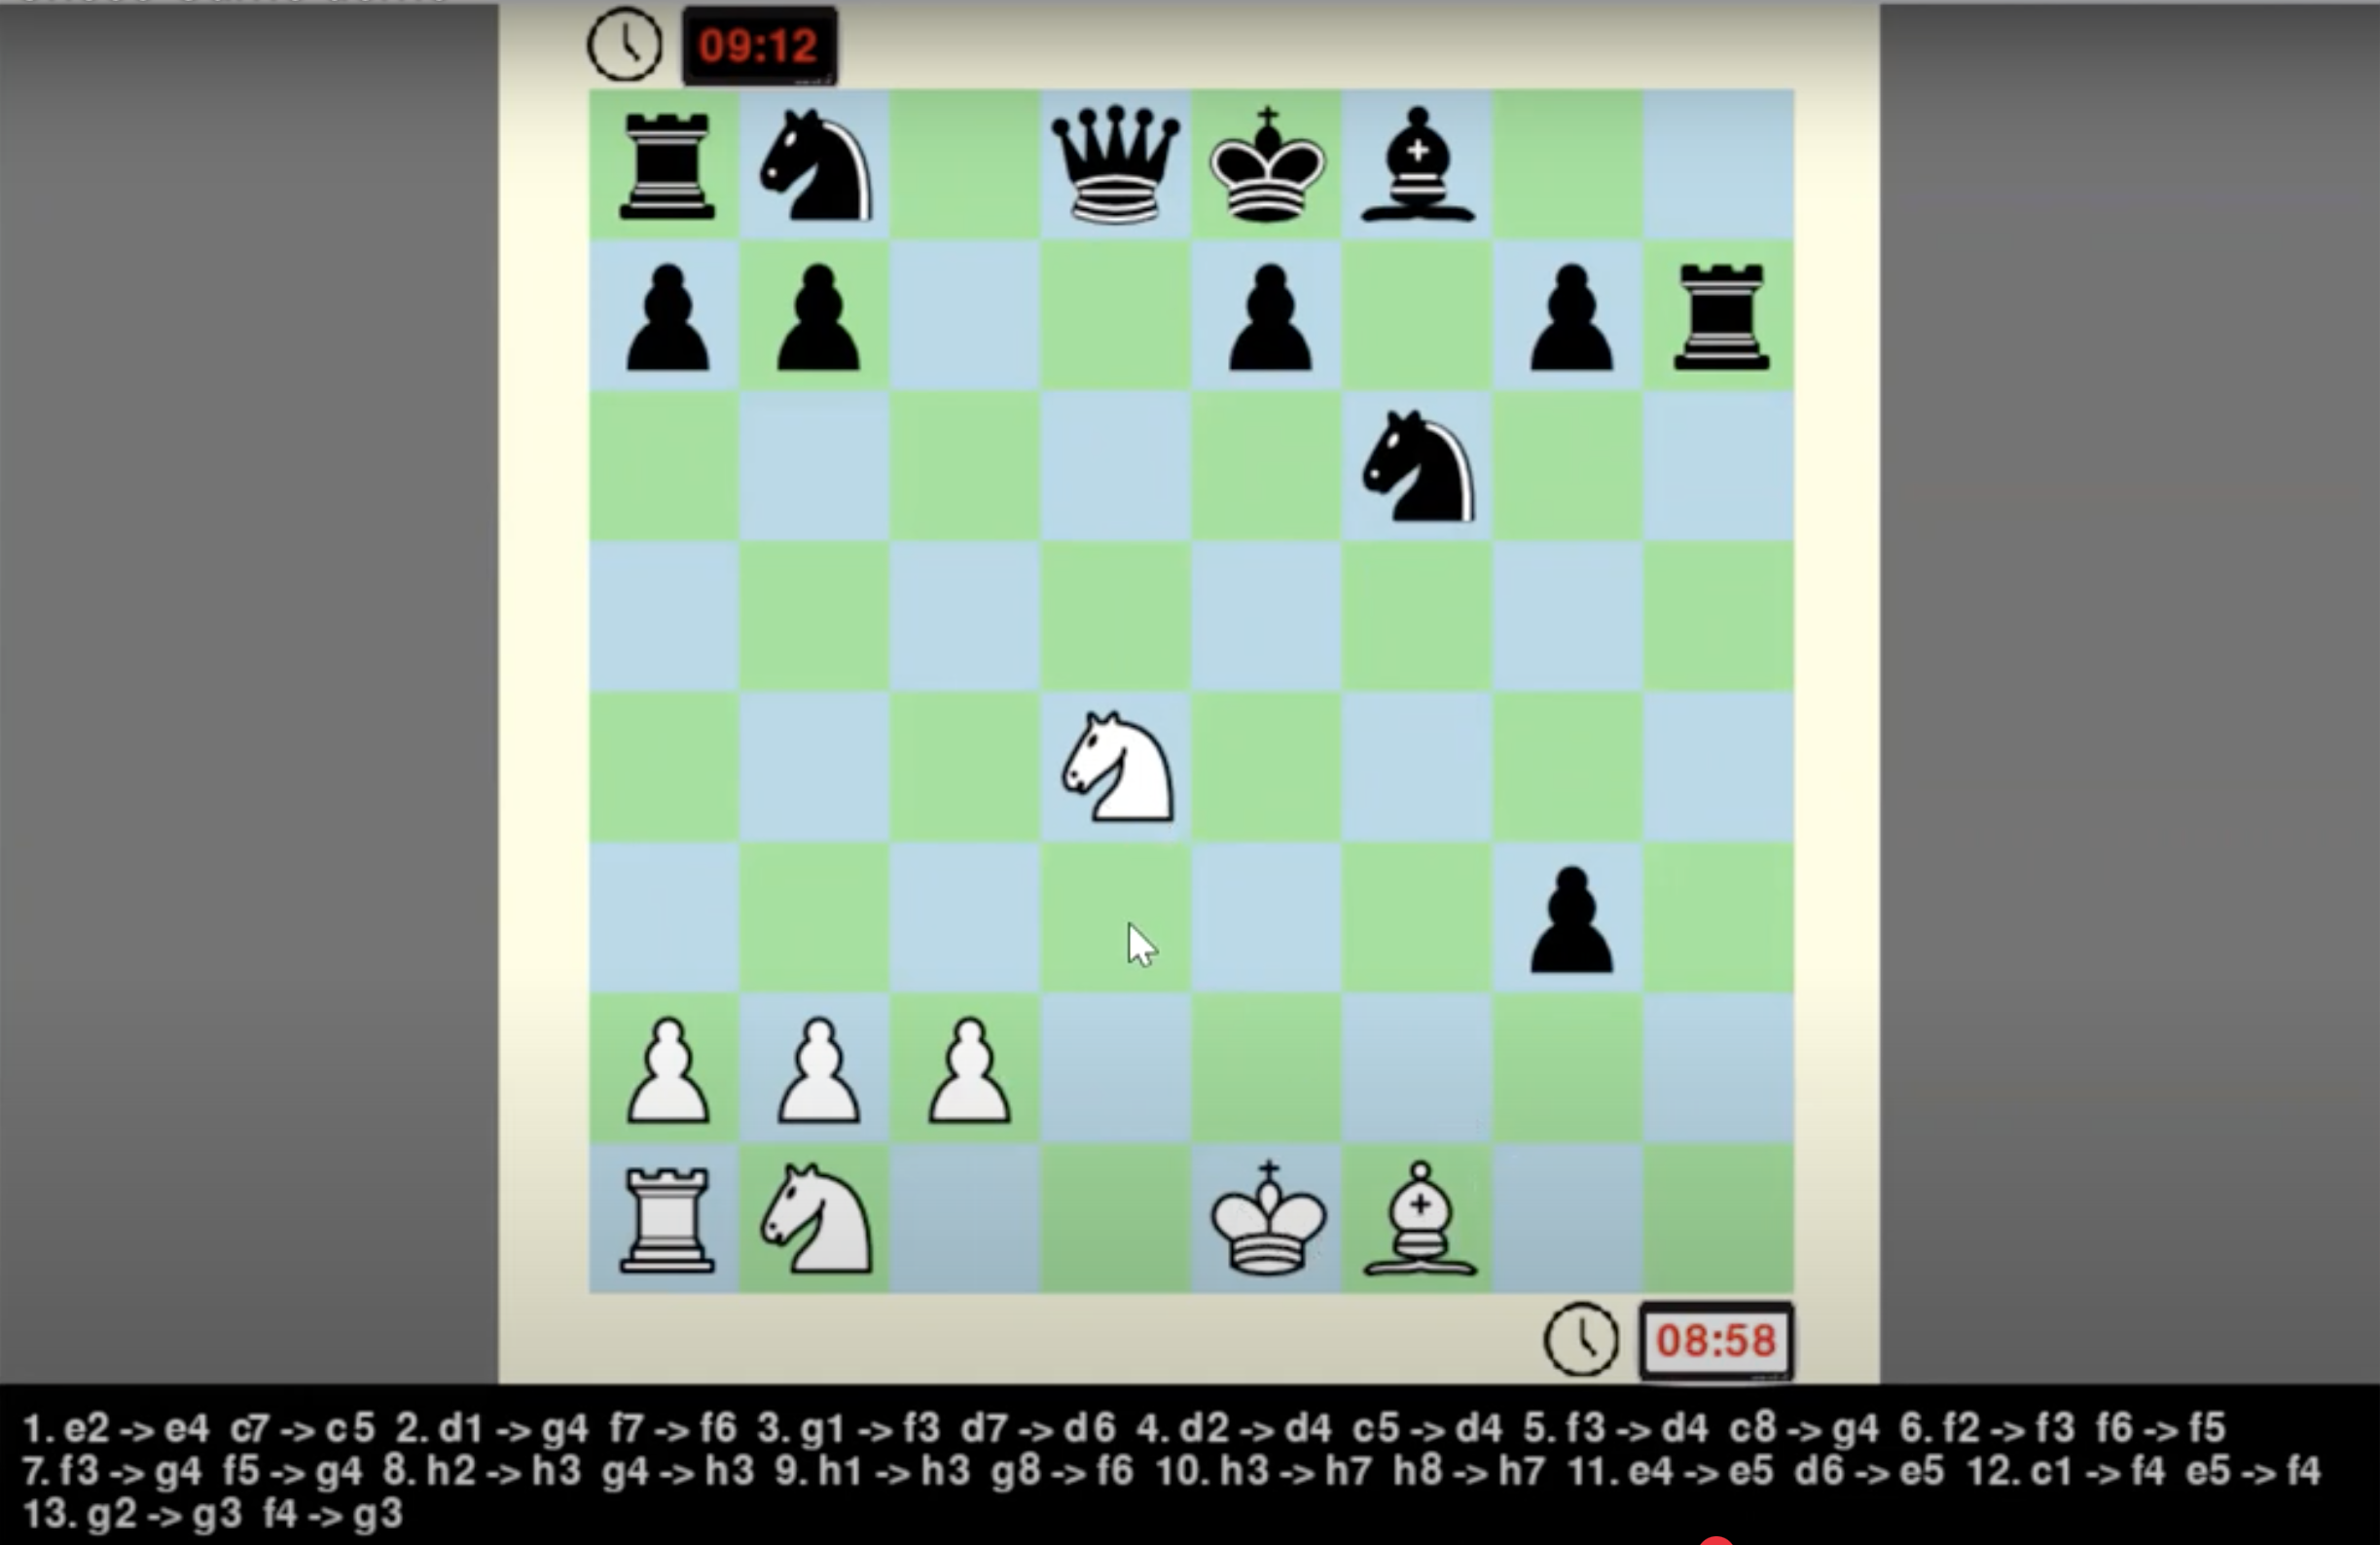 09:12
08:58
1. e2 -> e4 c7 -> c5 2. d1 -> g4 f7 -> f6 3. g1 -> f3 d7 -> d6 4. d2 -> d4 c5 -> d4 5. f3 -> d4 c8 -> g4 6. f2 -> f3 f6 -> f5
7. f3 -> g4 f5 -> g4 8. h2 -> h3 g4 -> h3 9. h1 -> h3 g8 -> f6 10. h3 -> h7 h8 -> h7 11. e4 -> e5 d6 -> e5 12. c1 -> f4 e5 -> f4
13. g2 -> g3 f4 -> g3